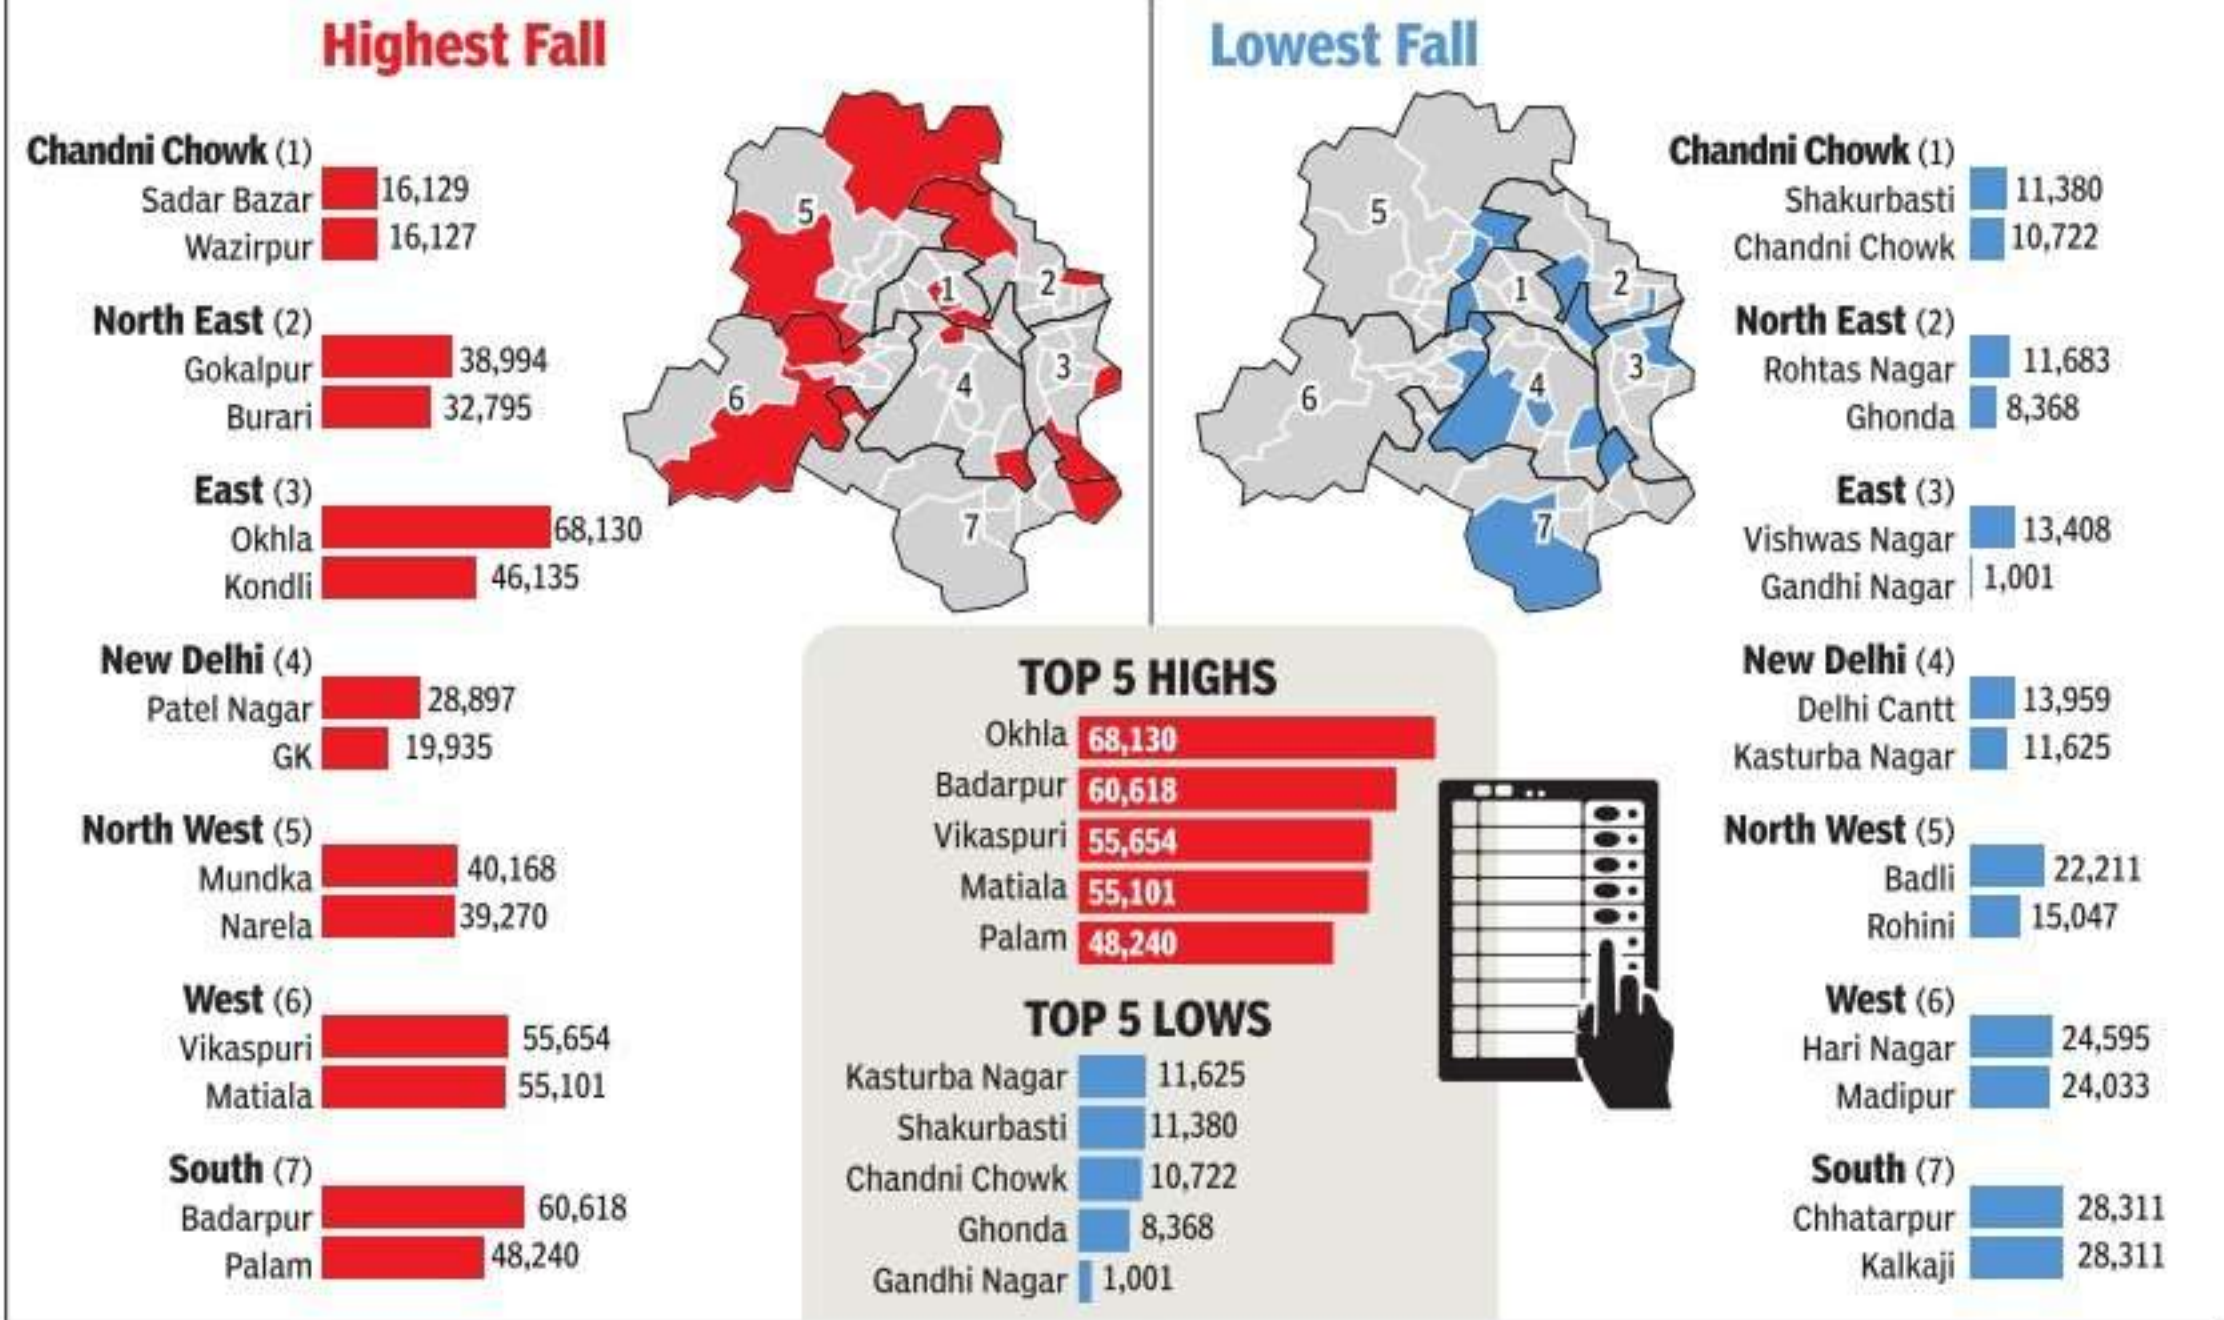 Highest Fall
Chandni Chowk (1)
Sadar Bazar 16,129
Wazirpur 16,127
North East (2)
Gokalpur 38,994
Burari 32,795
East (3)
Okhla 68,130
Kondli 46,135
New Delhi (4)
Patel Nagar 28,897
GK 19,935
North West (5)
Mundka 40,168
Narela 39,270
West (6)
Vikaspuri 55,654
Matiala 55,101
South (7)
Badarpur 60,618
Palam 48,240
5
1
2
3
4
6
7
Lowest Fall
5
1
2
3
4
6
7
Chandni Chowk (1)
Shakurbasti 11,380
Chandni Chowk 10,722
North East (2)
Rohtas Nagar 11,683
Ghonda 8,368
East (3)
Vishwas Nagar 13,408
Gandhi Nagar 1,001
New Delhi (4)
Delhi Cantt 13,959
Kasturba Nagar 11,625
North West (5)
Badli 22,211
Rohini 15,047
West (6)
Hari Nagar 24,595
Madipur 24,033
South (7)
Chhatarpur 28,311
Kalkaji 28,311
TOP 5 HIGHS
Okhla 68,130
Badarpur 60,618
Vikaspuri 55,654
Matiala 55,101
Palam 48,240
TOP 5 LOWS
Kasturba Nagar 11,625
Shakurbasti 11,380
Chandni Chowk 10,722
Ghonda 8,368
Gandhi Nagar 1,001